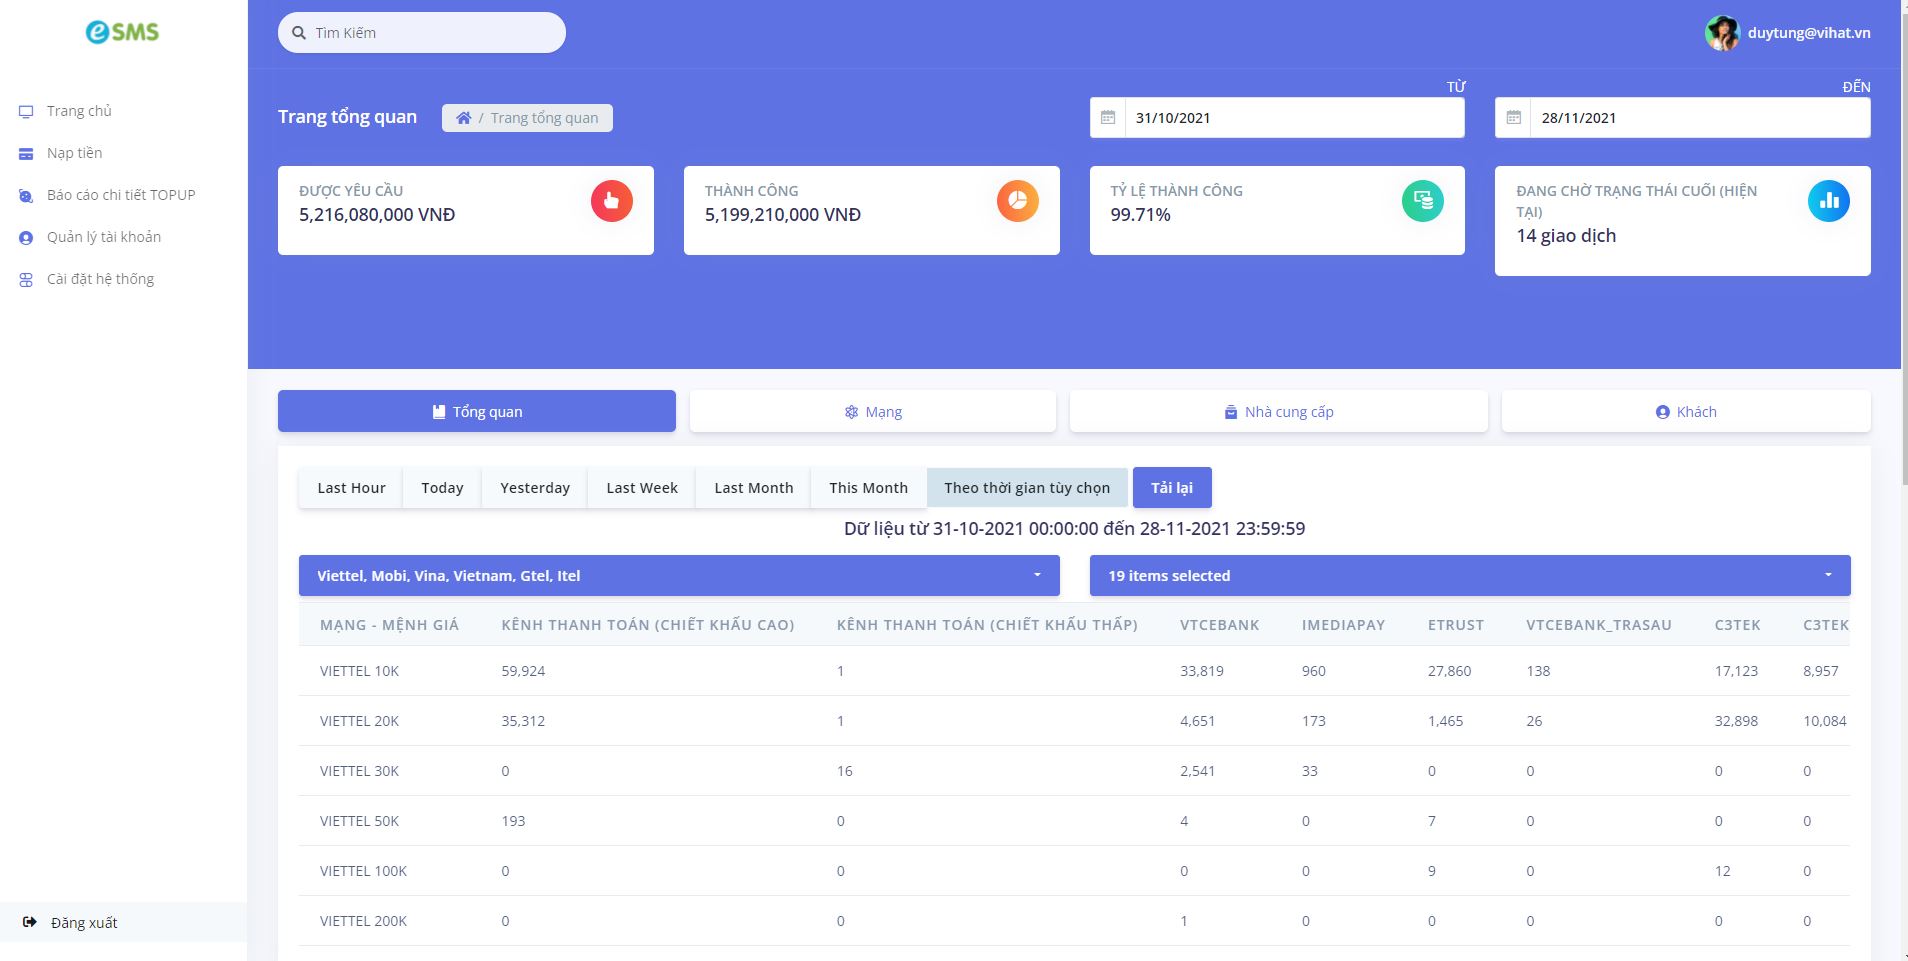 eSMS
Tìm Kiếm
duytung@vihat.vn
Trang chủ
Nạp tiền
Báo cáo chi tiết TOPUP
Quản lý tài khoản
Cài đặt hệ thống
Đăng xuất
TỪ
ĐẾN
Trang tổng quan
/ Trang tổng quan
31/10/2021
28/11/2021
ĐƯỢC YÊU CẦU
5,216,080,000 VNĐ
THÀNH CÔNG
5,199,210,000 VNĐ
TỶ LỆ THÀNH CÔNG
99.71%
ĐANG CHỜ TRẠNG THÁI CUỐI (HIỆN
TẠI)
14 giao dịch
Tổng quan
Mạng
Nhà cung cấp
Khách
Last Hour Today Yesterday Last Week Last Month This Month Theo thời gian tùy chọn Tải lại
Dữ liệu từ 31-10-2021 00:00:00 đến 28-11-2021 23:59:59
Viettel, Mobi, Vina, Vietnam, Gtel, Itel
19 items selected
MẠNG - MỆNH GIÁ KÊNH THANH TOÁN (CHIẾT KHẤU CAO) KÊNH THANH TOÁN (CHIẾT KHẤU THẤP) VTCEBANK IMEDIAPAY ETRUST VTCEBANK_TRASAU C3TEK C3TEK
VIETTEL 10K 59,924 1 33,819 960 27,860 138 17,123 8,957
VIETTEL 20K 35,312 1 4,651 173 1,465 26 32,898 10,084
VIETTEL 30K 0 16 2,541 33 0 0 0 0
VIETTEL 50K 193 0 4 0 7 0 0 0
VIETTEL 100K 0 0 0 0 9 0 12 0
VIETTEL 200K 0 0 1 0 0 0 0 0